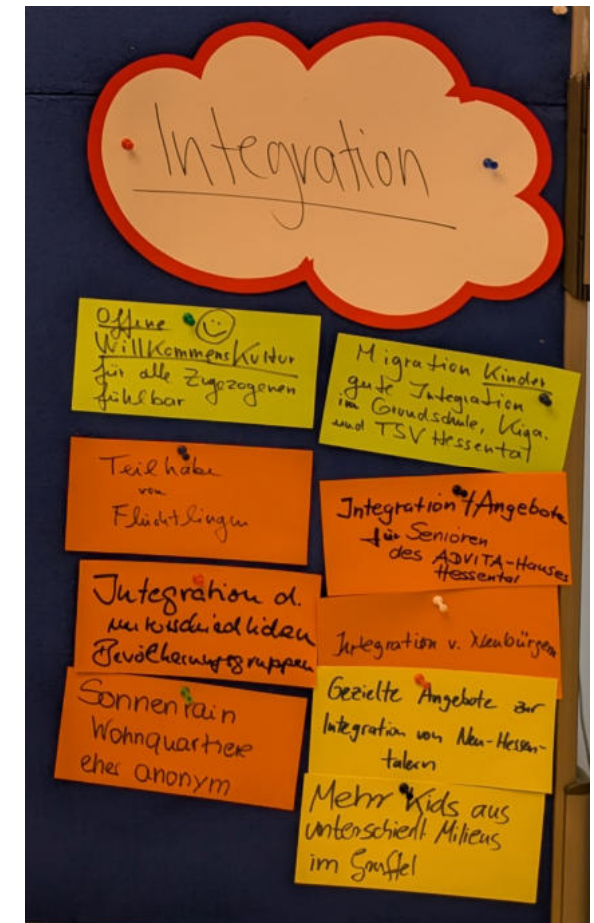 Integration
Offene
Willkommenskultur
für alle Zugezogenen
fühlbar
Migration Kinder
gute Integration
im Grundschule, Kiga.
und TSV Hessental
Teilhabe
von
Flüchtlingen
Integration/Angebote
für Senioren
des ADVITA-Hauses
Hessental
Integration d.
unterschiedlichen
Bevölkerungsgruppen
Integration v. Neubürgern
Sonnenrain
Wohnquartiere
eher anonym
Gezielte Angebote zur
Integration von Neu-Hessen-
talern
Mehr Kids aus
unterschiedl. Milieus
im